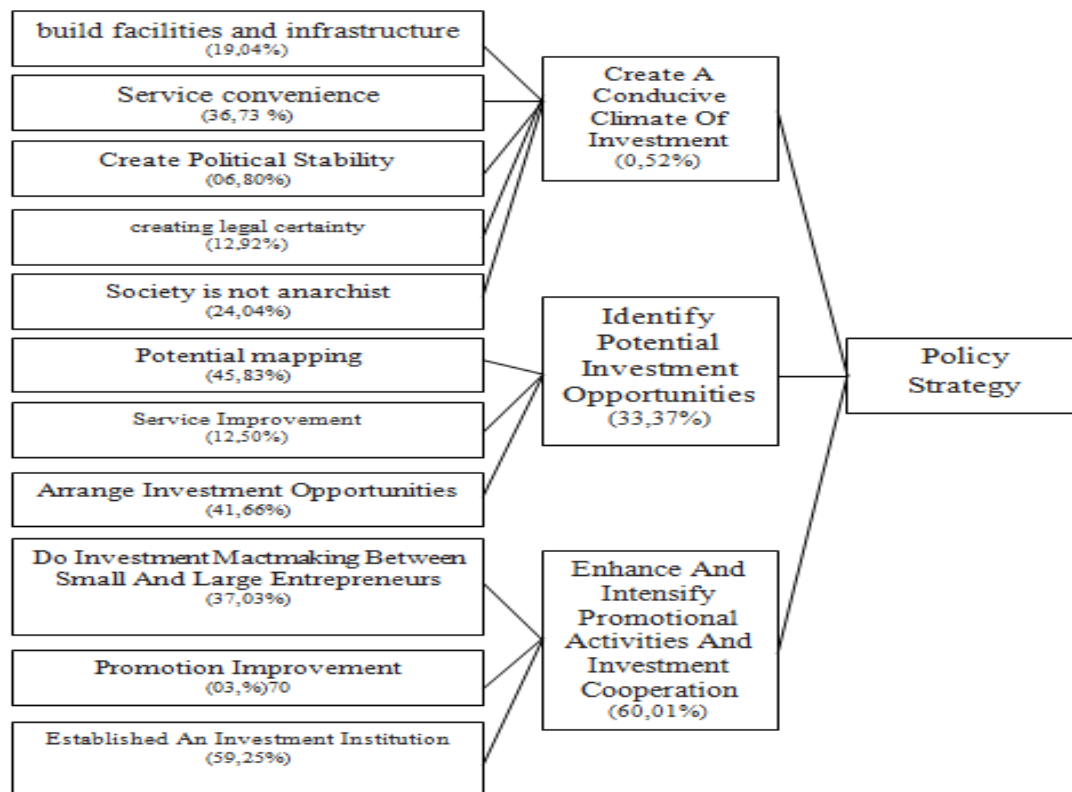 build facilities and infrastructure
(19,04%)
Service convenience
(36,73 %)
Create Political Stability
(06,80%)
creating legal certainty
(12,92%)
Society is not anarchist
(24,04%)
Potential mapping
(45,83%)
Service Improvement
(12,50%)
Arrange Investment Opportunities
(41,66%)
Do Investment Mactmaking Between
Small And Large Entrepreneurs
(37,03%)
Promotion Improvement
(03,%)70
Established An Investment Institution
(59,25%)
Create A
Conducive
Climate Of
Investment
(0,52%)
Identify
Potential
Investment
Opportunities
(33,37%)
Enhance And
Intensify
Promotional
Activities And
Investment
Cooperation
(60,01%)
Policy
Strategy